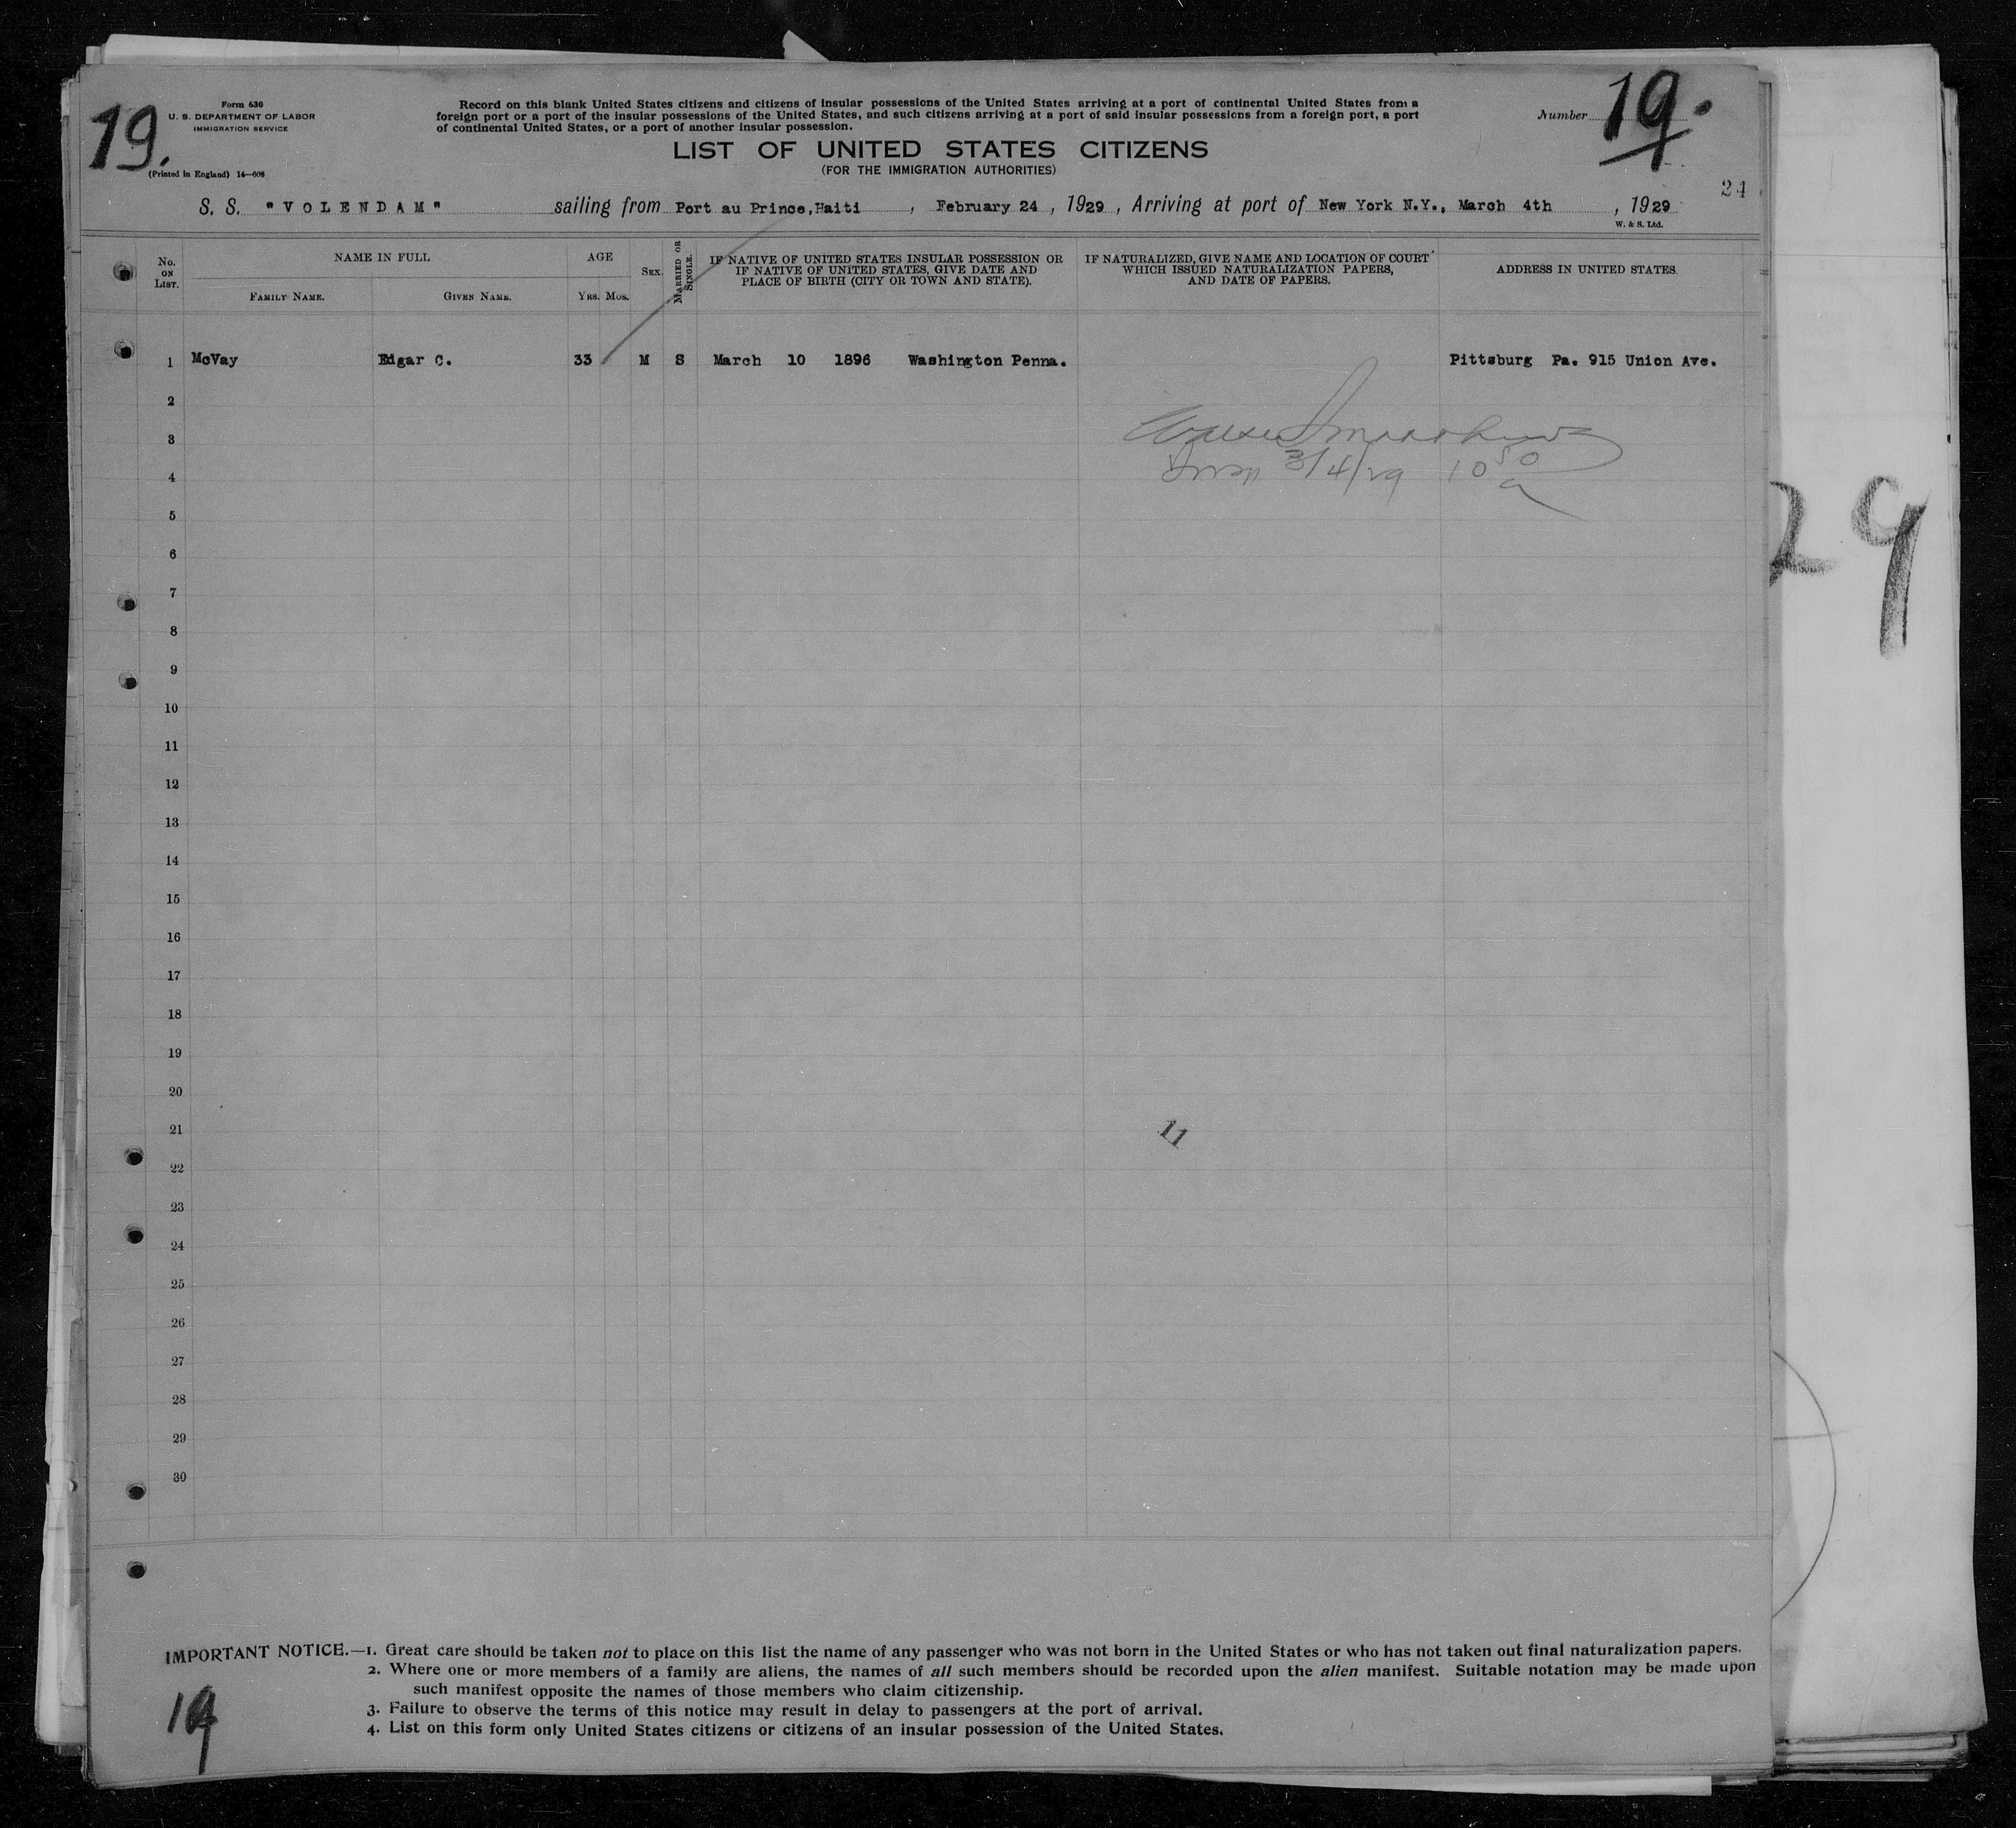 19.
Form 630
U. S. DEPARTMENT OF LABOR
IMMIGRATION SERVICE
(Printed in England) 14—608
Record on this blank United States citizens and citizens of insular possessions of the United States arriving at a port of continental United States from a
foreign port or a port of the insular possessions of the United States, and such citizens arriving at a port of said insular possessions from a foreign port, a port
of continental United States, or a port of another insular possession.
Number 19.
LIST OF UNITED STATES CITIZENS
(FOR THE IMMIGRATION AUTHORITIES)
24
S. S. "VOLENDAM" sailing from Port au Prince, Haiti, February 24, 1929, Arriving at port of New York N.Y., March 4th, 1929
W. & S. Ltd.
No. ON LIST.
NAME IN FULL
FAMILY NAME.
GIVEN NAME.
AGE
YRS. MOS.
SEX.
MARRIED OR SINGLE.
IF NATIVE OF UNITED STATES INSULAR POSSESSION OR
IF NATIVE OF UNITED STATES, GIVE DATE AND
PLACE OF BIRTH (CITY OR TOWN AND STATE).
IF NATURALIZED, GIVE NAME AND LOCATION OF COURT
WHICH ISSUED NATURALIZATION PAPERS,
AND DATE OF PAPERS.
ADDRESS IN UNITED STATES.
1 McVay Edgar C. 33 M S March 10 1896 Washington Penna. Pittsburg Pa. 915 Union Ave.
2
3
4 3/4/29 10 50 a
5
6
7
8
9
10
11
12
13
14
15
16
17
18
19
20
21
11
22
23
24
25
26
27
28
29
30
29
IMPORTANT NOTICE.—1. Great care should be taken not to place on this list the name of any passenger who was not born in the United States or who has not taken out final naturalization papers.
2. Where one or more members of a family are aliens, the names of all such members should be recorded upon the alien manifest. Suitable notation may be made upon
such manifest opposite the names of those members who claim citizenship.
3. Failure to observe the terms of this notice may result in delay to passengers at the port of arrival.
4. List on this form only United States citizens or citizens of an insular possession of the United States.
19